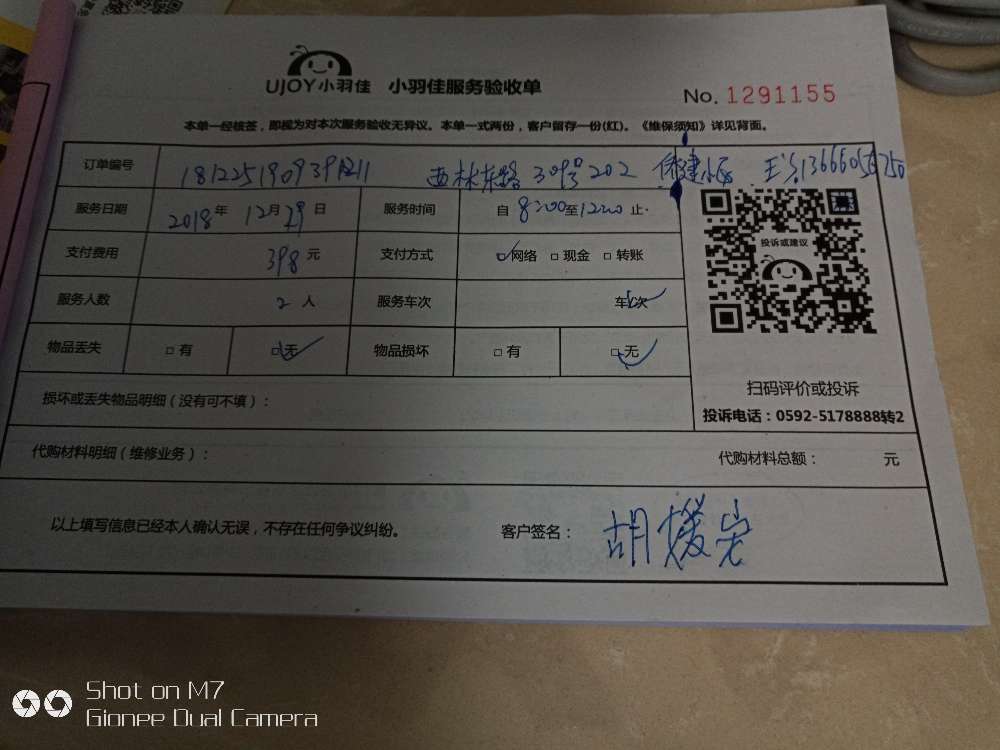 UJOY小羽佳 小羽佳服务验收单
No. 1291155
本单一经核签，即视为对本次服务验收无异议。本单一式两份，客户留存一份(红)。《维保须知》详见背面。
订单编号 西林东路 309号202
服务日期 2018年 12月29日 服务时间 自 8:00至12:00 止
支付费用 398 元 支付方式 网络 现金 转账
服务人数 2 人 服务车次 车次
物品丢失 有 无 物品损坏 有 无
投诉或建议
扫码评价或投诉
投诉电话：0592-5178888转2
损坏或丢失物品明细（没有可不填）：
代购材料明细（维修业务）： 代购材料总额： 元
以上填写信息已经本人确认无误，不存在任何争议纠纷。 客户签名： 胡
Shot on M7
Gionee Dual Camera